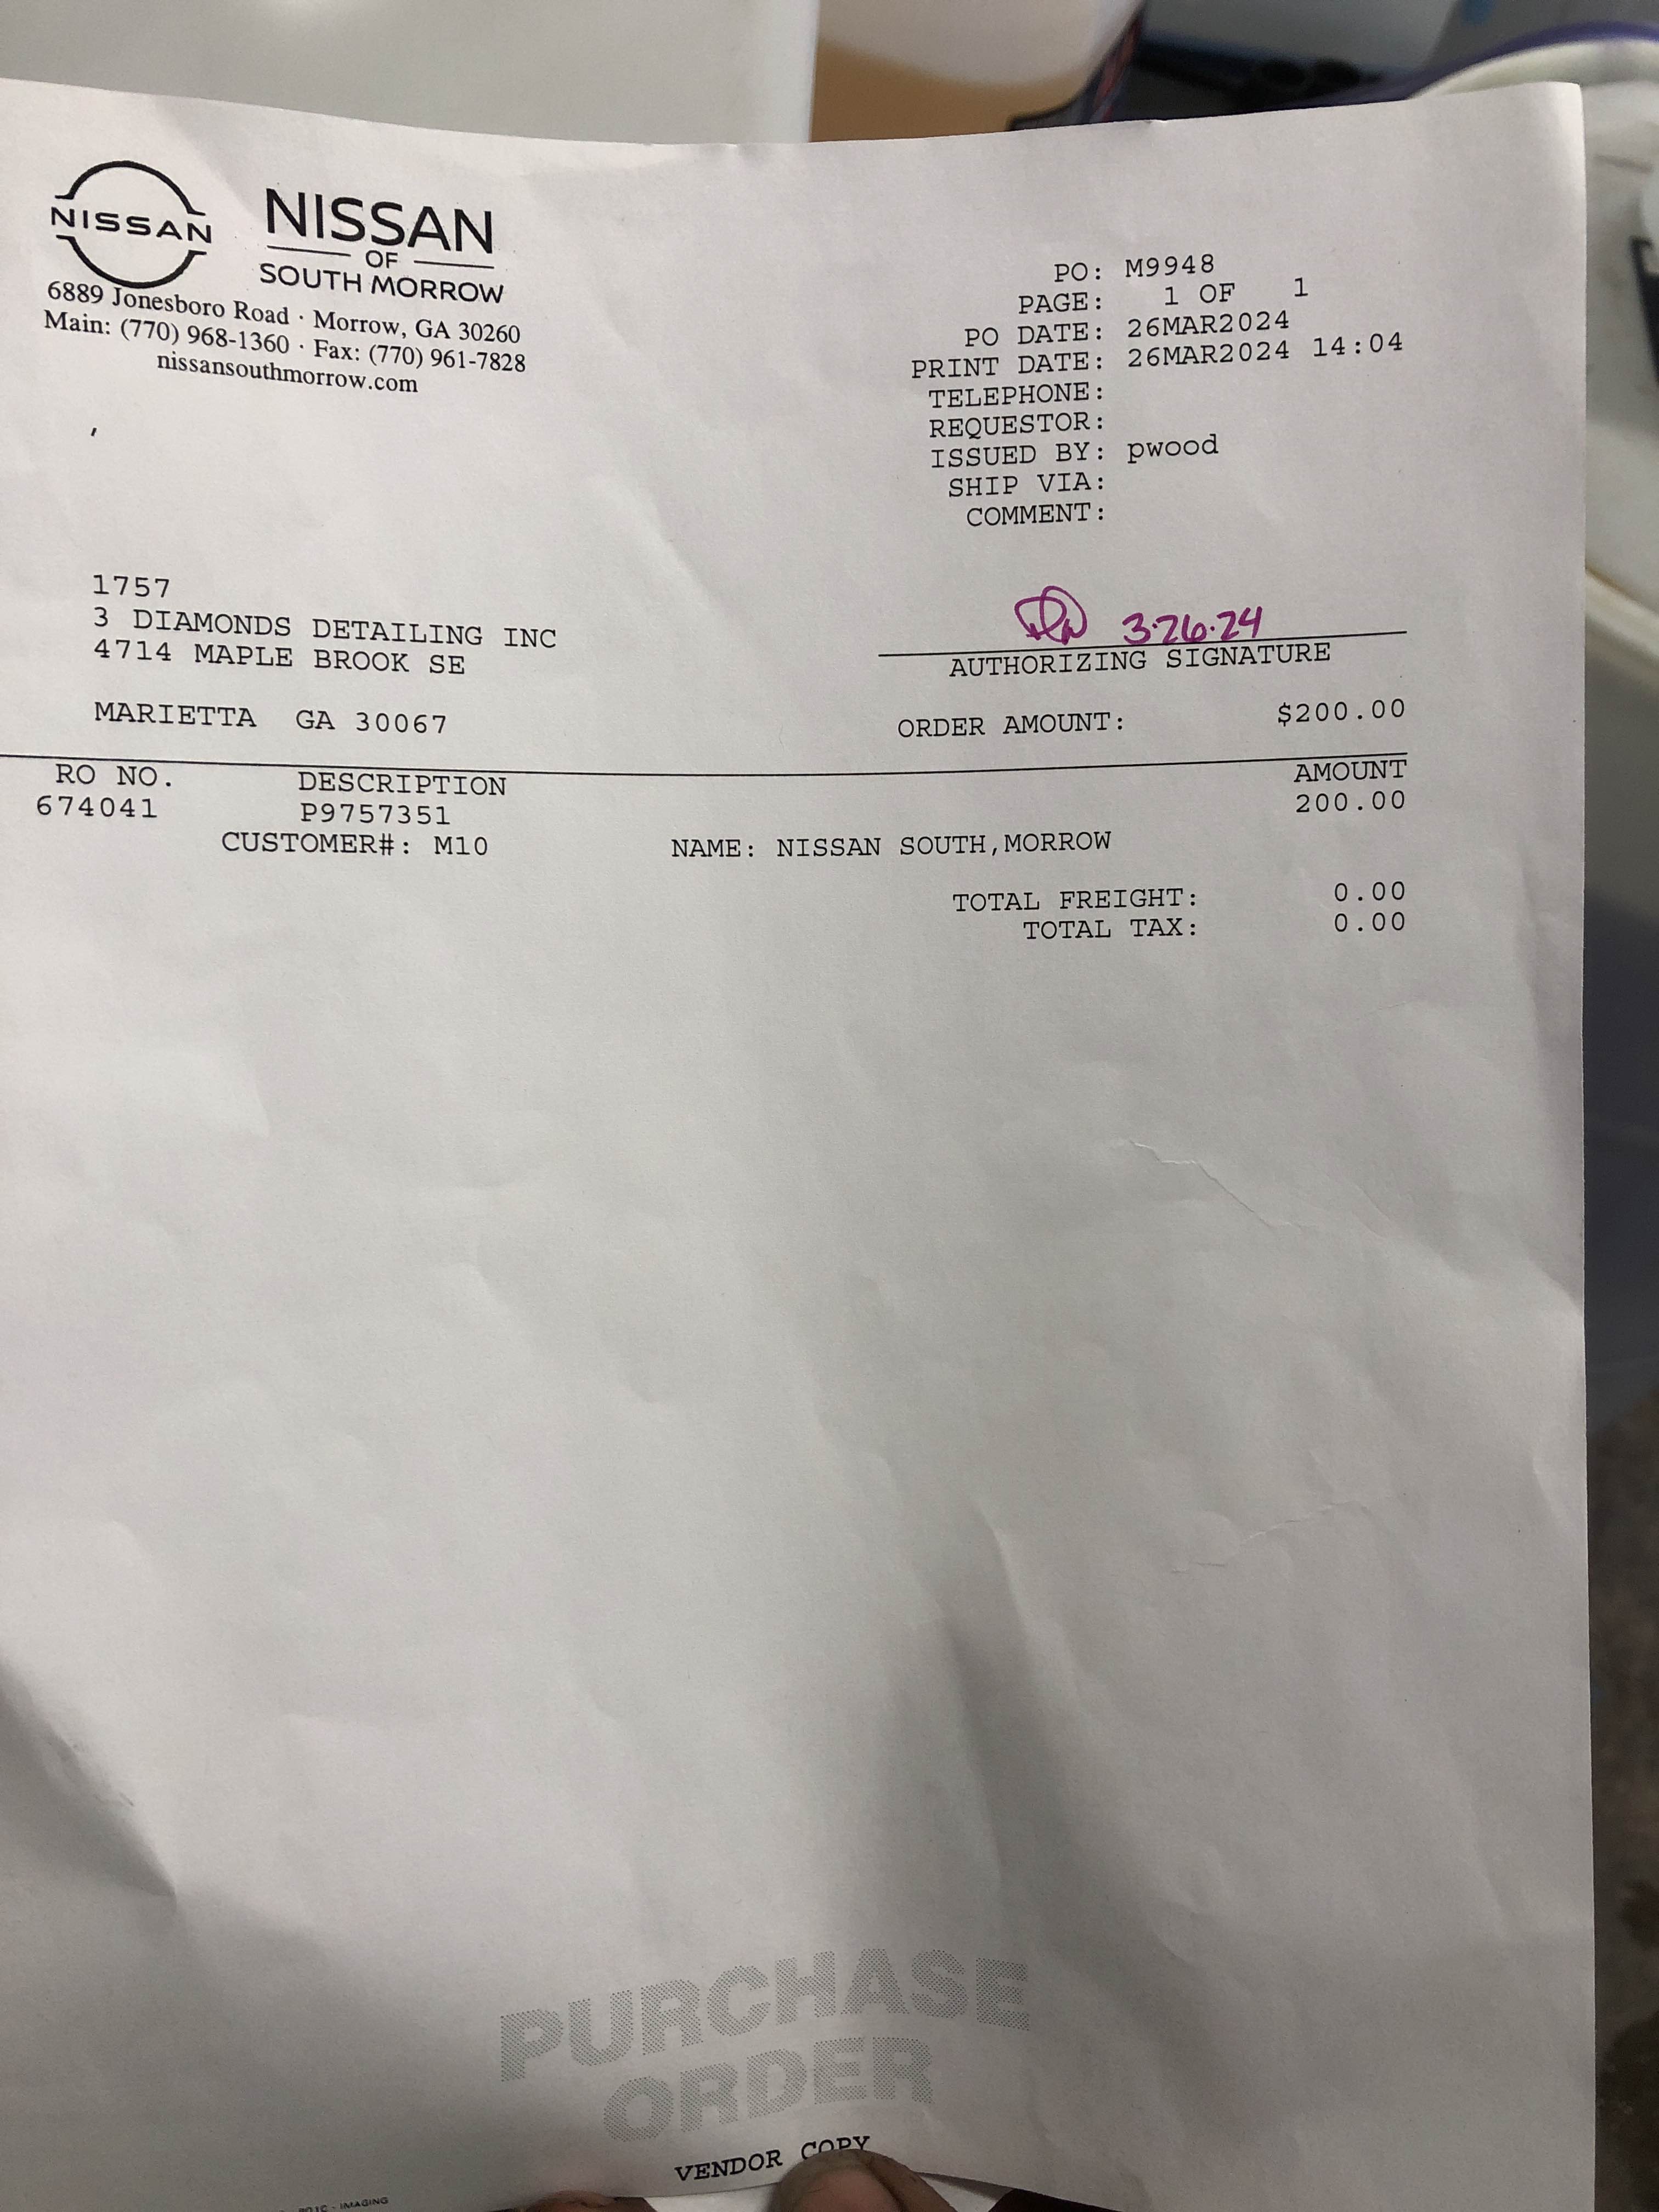 NISSAN
NISSAN
OF
SOUTH MORROW
6889 Jonesboro Road · Morrow, GA 30260
Main: (770) 968-1360 · Fax: (770) 961-7828
nissansouthmorrow.com
PO: M9948
PAGE: 1 OF 1
PO DATE: 26MAR2024
PRINT DATE: 26MAR2024 14:04
TELEPHONE:
REQUESTOR:
ISSUED BY: pwood
SHIP VIA:
COMMENT:
1757
3 DIAMONDS DETAILING INC
4714 MAPLE BROOK SE
MARIETTA GA 30067
3·26·24
AUTHORIZING SIGNATURE
ORDER AMOUNT: $200.00
RO NO. DESCRIPTION AMOUNT
674041 P9757351 200.00
CUSTOMER#: M10 NAME: NISSAN SOUTH,MORROW
TOTAL FREIGHT: 0.00
TOTAL TAX: 0.00
PURCHASE
ORDER
VENDOR COPY
- IMAGING